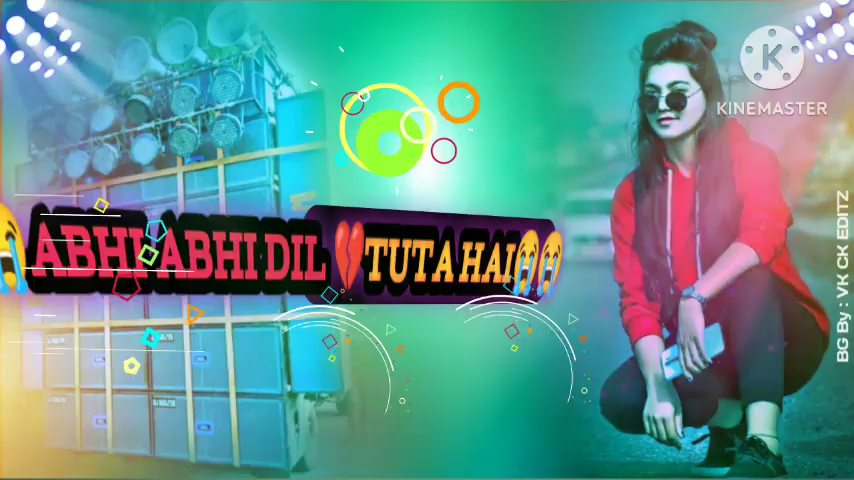 KINEMASTER
ABHI ABHI DIL 💔 TUTA HAI 😭😭
BG By : VK CK EDITZ